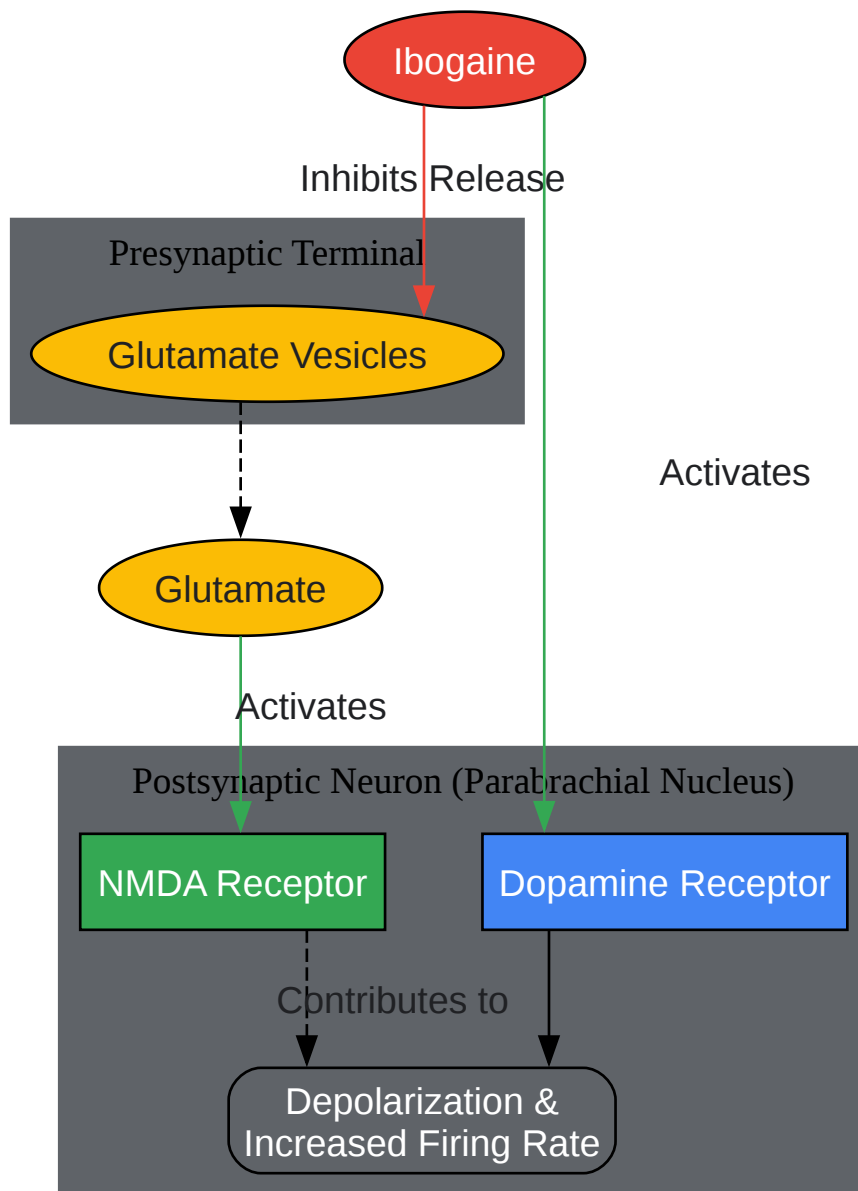 Ibogaine
Inhibits Release
Presynaptic Terminal
Glutamate Vesicles
Activates
Glutamate
Activates
Postsynaptic Neuron (Parabrachial Nucleus)
NMDA Receptor
Dopamine Receptor
Contributes to
Depolarization &
Increased Firing Rate